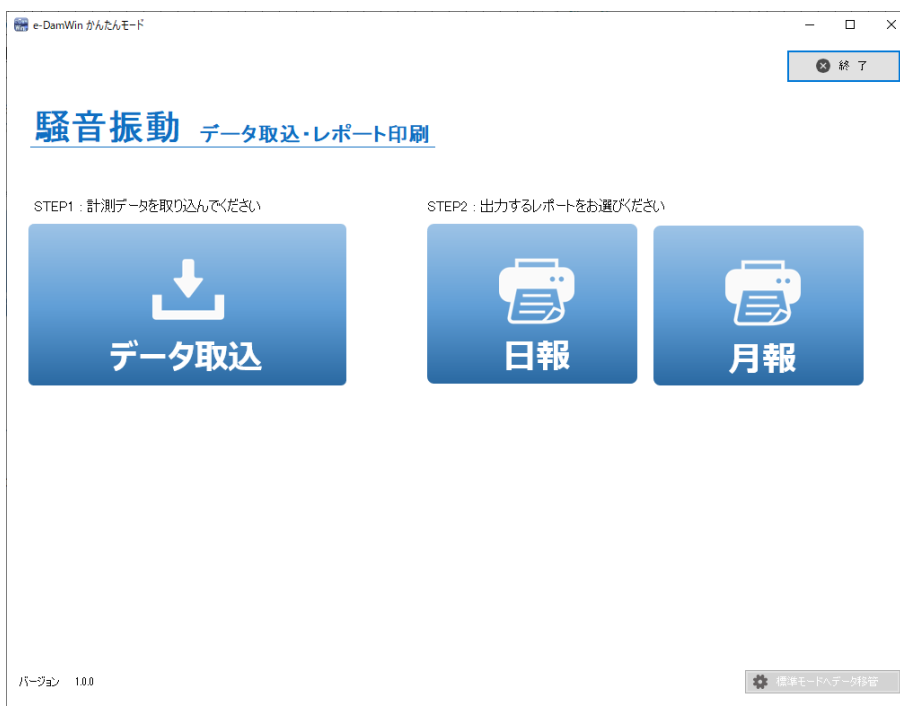 e-DamWin かんたんモード
終 了
騒音振動 データ取込・レポート印刷
STEP1：計測データを取り込んでください
STEP2：出力するレポートをお選びください
データ取込
日報
月報
バージョン 1.0.0
標準モードへデータ移管